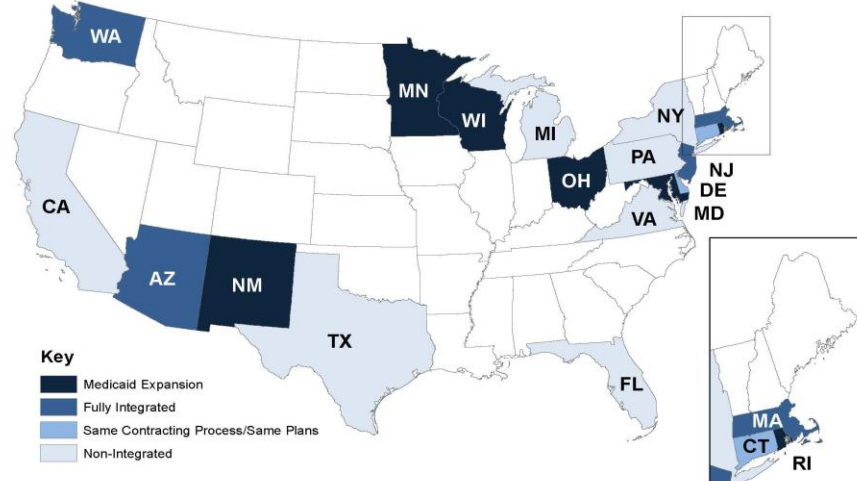 WA
MN
WI
MI
NY
PA
OH
NJ
DE
MD
VA
CA
AZ
NM
TX
FL
Key
Medicaid Expansion
Fully Integrated
Same Contracting Process/Same Plans
Non-Integrated
MA
CT
RI